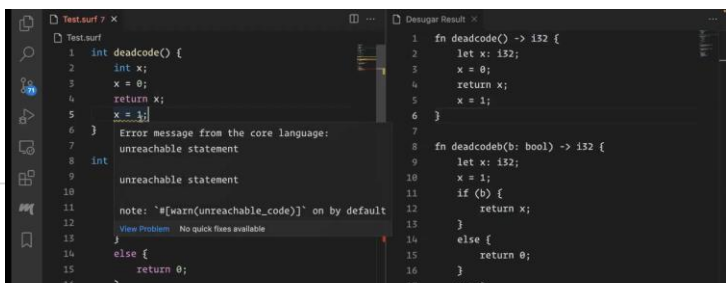 Test.surf 7 ×
Test.surf
1 int deadcode() {
2 int x;
3 x = 0;
4 return x;
5 x = 1;
6 }
7
8 int
9
10
11
12
13 }
14 else {
15 return 0;
71
Error message from the core language:
unreachable statement
unreachable statement
note: `#[warn(unreachable_code)]` on by default
View Problem No quick fixes available
Desugar Result ×
1 fn deadcode() -> i32 {
2 let x: i32;
3 x = 0;
4 return x;
5 x = 1;
6 }
7
8 fn deadcodeb(b: bool) -> i32 {
9 let x: i32;
10 x = 1;
11 if (b) {
12 return x;
13 }
14 else {
15 return 0;
16 }